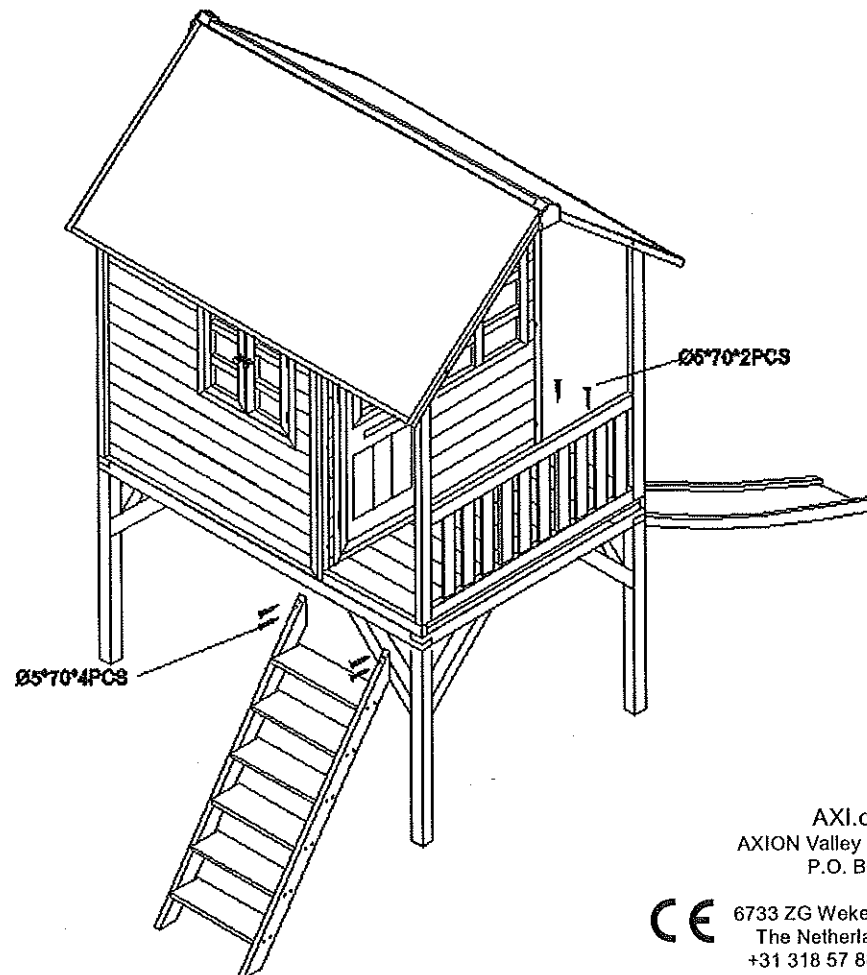 Ø5*70*2PCS
Ø5*70*4PCS
AXI.
AXION Valley
P.O. B
CE
6733 ZG Weke
The Netherla
+31 318 57 8